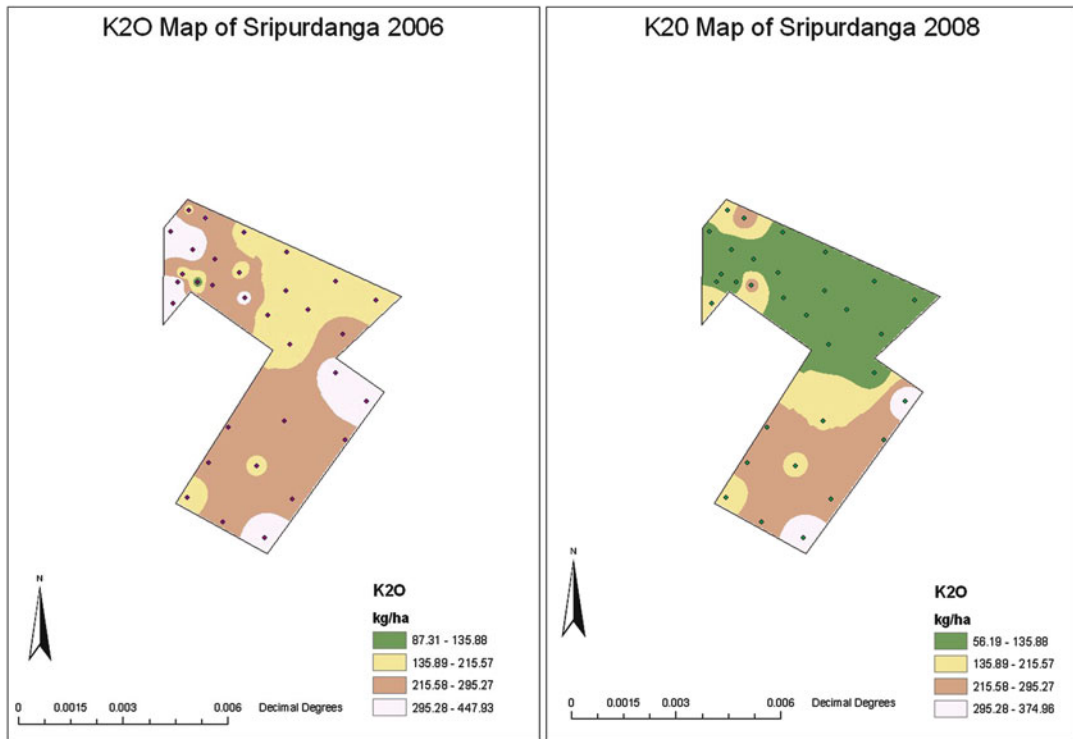 K2O Map of Sripurdanga 2006
N
K2O
kg/ha
87.31 - 135.88
135.89 - 215.57
215.58 - 295.27
295.28 - 447.93
0 0.0015 0.003 0.006 Decimal Degrees
K20 Map of Sripurdanga 2008
N
K2O
kg/ha
56.19 - 135.88
135.89 - 215.57
215.58 - 295.27
295.28 - 374.96
0 0.0015 0.003 0.006 Decimal Degrees